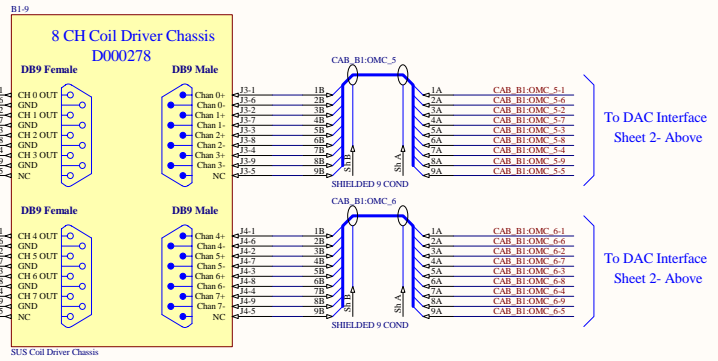 B1-9
8 CH Coil Driver Chassis
D000278
DB9 Female
DB9 Male
CH 0 OUT
GND
CH 1 OUT
GND
CH 2 OUT
GND
CH 3 OUT
GND
NC
Chan 0+
Chan 0-
Chan 1+
Chan 1-
Chan 2+
Chan 2-
Chan 3+
Chan 3-
NC
J3-1
J3-6
J3-2
J3-7
J3-3
J3-8
J3-4
J3-9
J3-5
1B
2B
3B
4B
5B
6B
7B
8B
9B
CAB_B1:OMC_5
Sh B
Sh A
SHIELDED 9 COND
1A
2A
3A
4A
5A
6A
7A
8A
9A
CAB_B1:OMC_5-1
CAB_B1:OMC_5-6
CAB_B1:OMC_5-2
CAB_B1:OMC_5-7
CAB_B1:OMC_5-3
CAB_B1:OMC_5-8
CAB_B1:OMC_5-4
CAB_B1:OMC_5-9
CAB_B1:OMC_5-5
To DAC Interface
Sheet 2- Above
DB9 Female
DB9 Male
CH 4 OUT
GND
CH 5 OUT
GND
CH 6 OUT
GND
CH 7 OUT
GND
NC
Chan 4+
Chan 4-
Chan 5+
Chan 5-
Chan 6+
Chan 6-
Chan 7+
Chan 7-
NC
J4-1
J4-6
J4-2
J4-7
J4-3
J4-8
J4-4
J4-9
J4-5
1B
2B
3B
4B
5B
6B
7B
8B
9B
CAB_B1:OMC_6
Sh B
Sh A
SHIELDED 9 COND
1A
2A
3A
4A
5A
6A
7A
8A
9A
CAB_B1:OMC_6-1
CAB_B1:OMC_6-6
CAB_B1:OMC_6-2
CAB_B1:OMC_6-7
CAB_B1:OMC_6-3
CAB_B1:OMC_6-8
CAB_B1:OMC_6-4
CAB_B1:OMC_6-9
CAB_B1:OMC_6-5
To DAC Interface
Sheet 2- Above
SUS Coil Driver Chassis